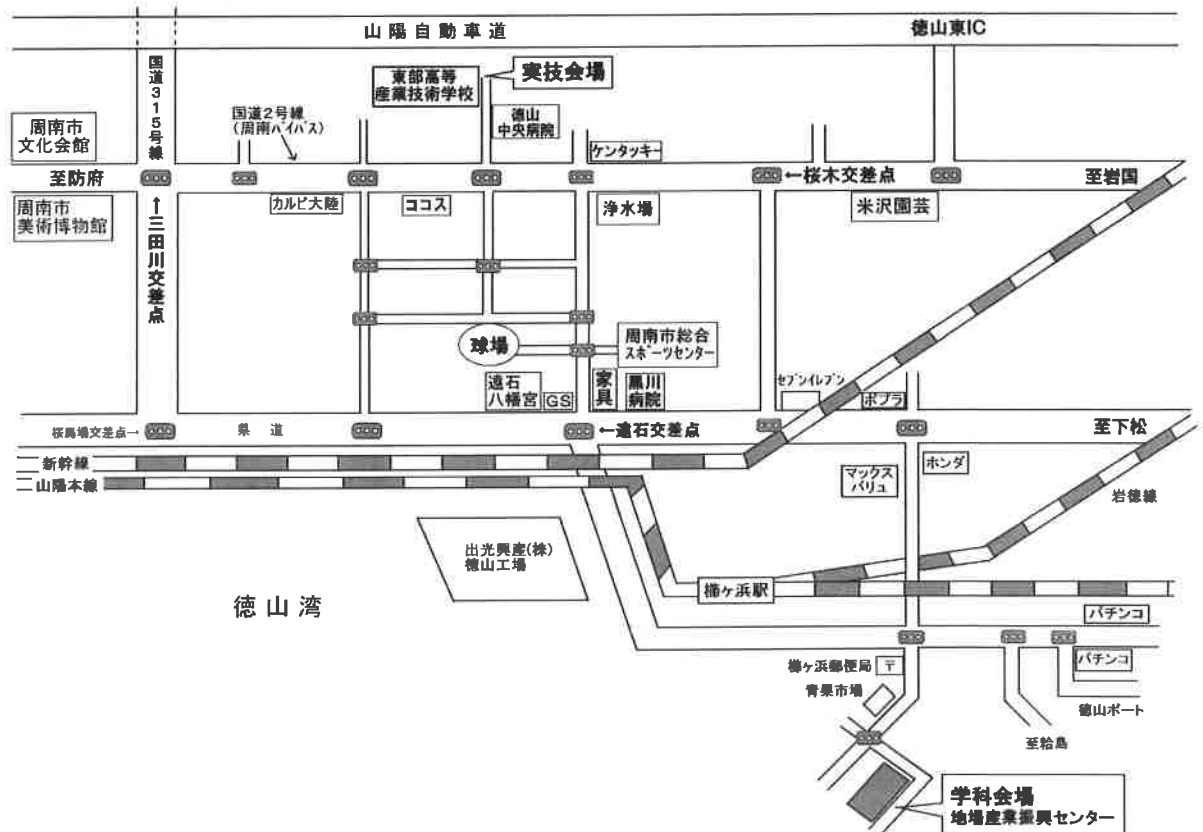 山陽自動車道
徳山東IC
国道315号線
東部高等
産業技術学校
実技会場
周南市
文化会館
国道2号線
(周南バイパス)
徳山
中央病院
ケンタッキー
至防府
←桜木交差点
至岩国
周南市
美術博物館
↑三田川交差点
カルビ大陸
ココス
浄水場
米沢園芸
球場
周南市総合
スポーツセンター
遠石
八幡宮
GS
家具
黒川
病院
セブンイレブン
ポプラ
桜馬場交差点→
県道
←遠石交差点
至下松
新幹線
山陽本線
マックス
バリュ
ホンダ
岩徳線
出光興産(株)
徳山工場
徳山湾
櫛ヶ浜駅
パチンコ
櫛ヶ浜郵便局
〒
パチンコ
青果市場
徳山ボート
至粭島
学科会場
地場産業振興センター